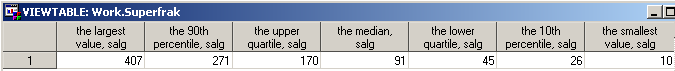 VIEWTABLE: Work.Superfrak
the largest value, salg | the 90th percentile, salg | the upper quartile, salg | the median, salg | the lower quartile, salg | the 10th percentile, salg | the smallest value, salg
1 | 407 | 271 | 170 | 91 | 45 | 26 | 10